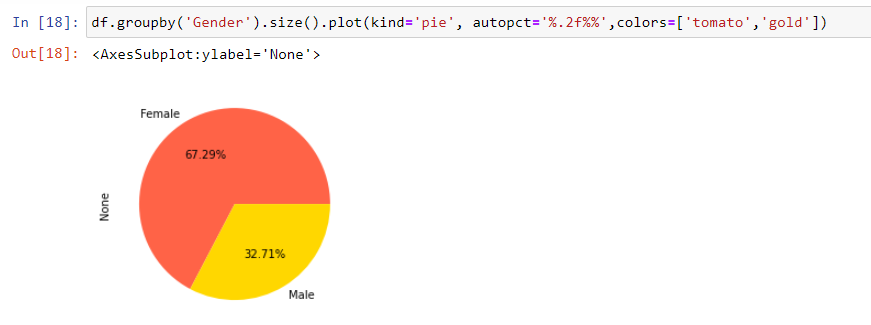 In [18]: df.groupby('Gender').size().plot(kind='pie', autopct='%.2f%%',colors=['tomato','gold'])
Out[18]: <AxesSubplot:ylabel='None'>
Female
67.29%
None
32.71%
Male